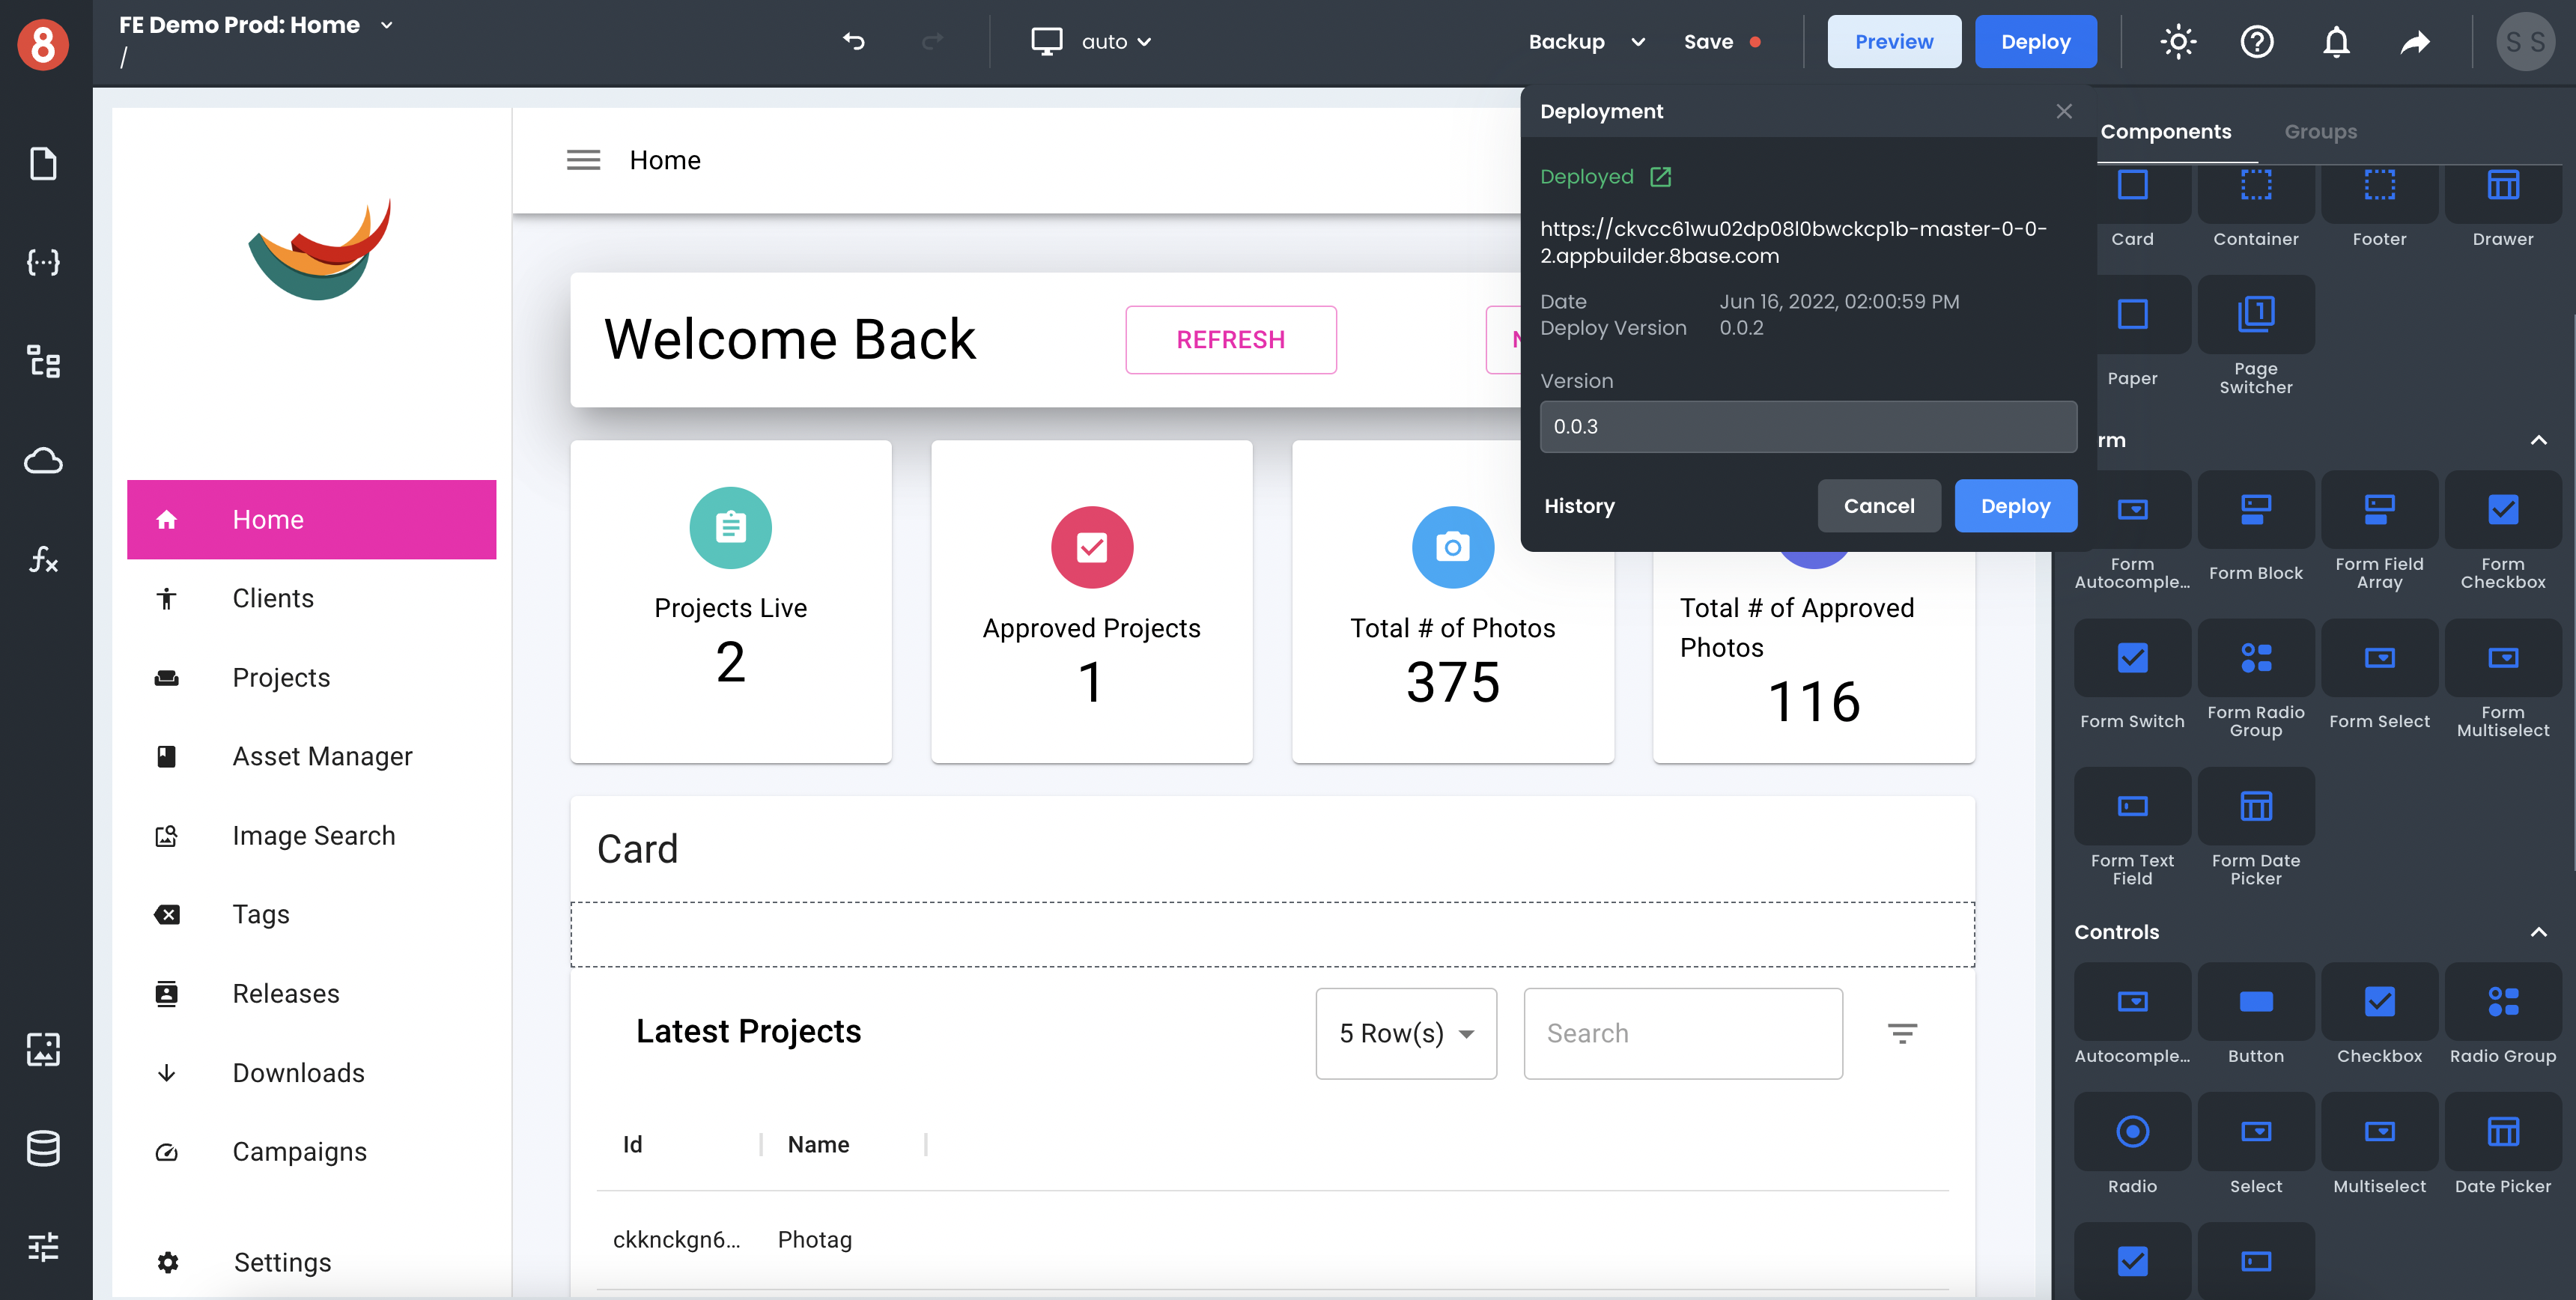 8
FE Demo Prod: Home
/
auto
Backup
Save
Preview
Deploy
S S
Home
Home
Clients
Projects
Asset Manager
Image Search
Tags
Releases
Downloads
Campaigns
Settings
Welcome Back
REFRESH
Projects Live
2
Approved Projects
1
Total # of Photos
375
Total # of Approved
Photos
116
Card
Latest Projects
5 Row(s)
Search
Id
Name
ckknckgn6...
Photag
Deployment
Deployed
https://ckvcc61wu02dp08l0bwckcp1b-master-0-0-
2.appbuilder.8base.com
Date
Jun 16, 2022, 02:00:59 PM
Deploy Version
0.0.2
Version
0.0.3
History
Cancel
Deploy
Components
Groups
Card
Container
Footer
Drawer
Paper
Page
Switcher
rm
Form
Autocomple...
Form Block
Form Field
Array
Form
Checkbox
Form Switch
Form Radio
Group
Form Select
Form
Multiselect
Form Text
Field
Form Date
Picker
Controls
Autocomple...
Button
Checkbox
Radio Group
Radio
Select
Multiselect
Date Picker